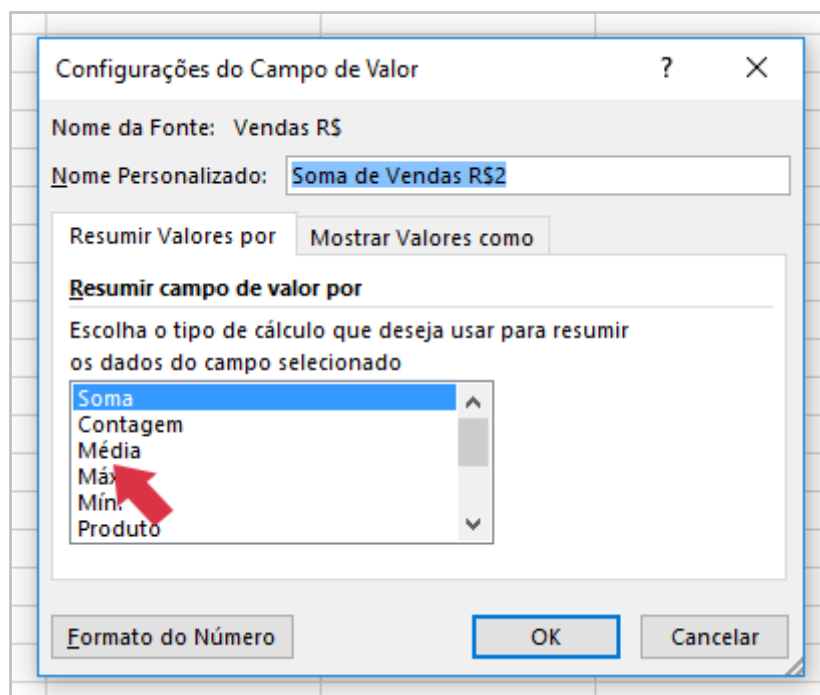 Configurações do Campo de Valor ? X
Nome da Fonte: Vendas R$
Nome Personalizado: Soma de Vendas R$2
Resumir Valores por Mostrar Valores como
Resumir campo de valor por
Escolha o tipo de cálculo que deseja usar para resumir
os dados do campo selecionado
Soma
Contagem
Média
Máx
Mín.
Produto
Formato do Número OK Cancelar